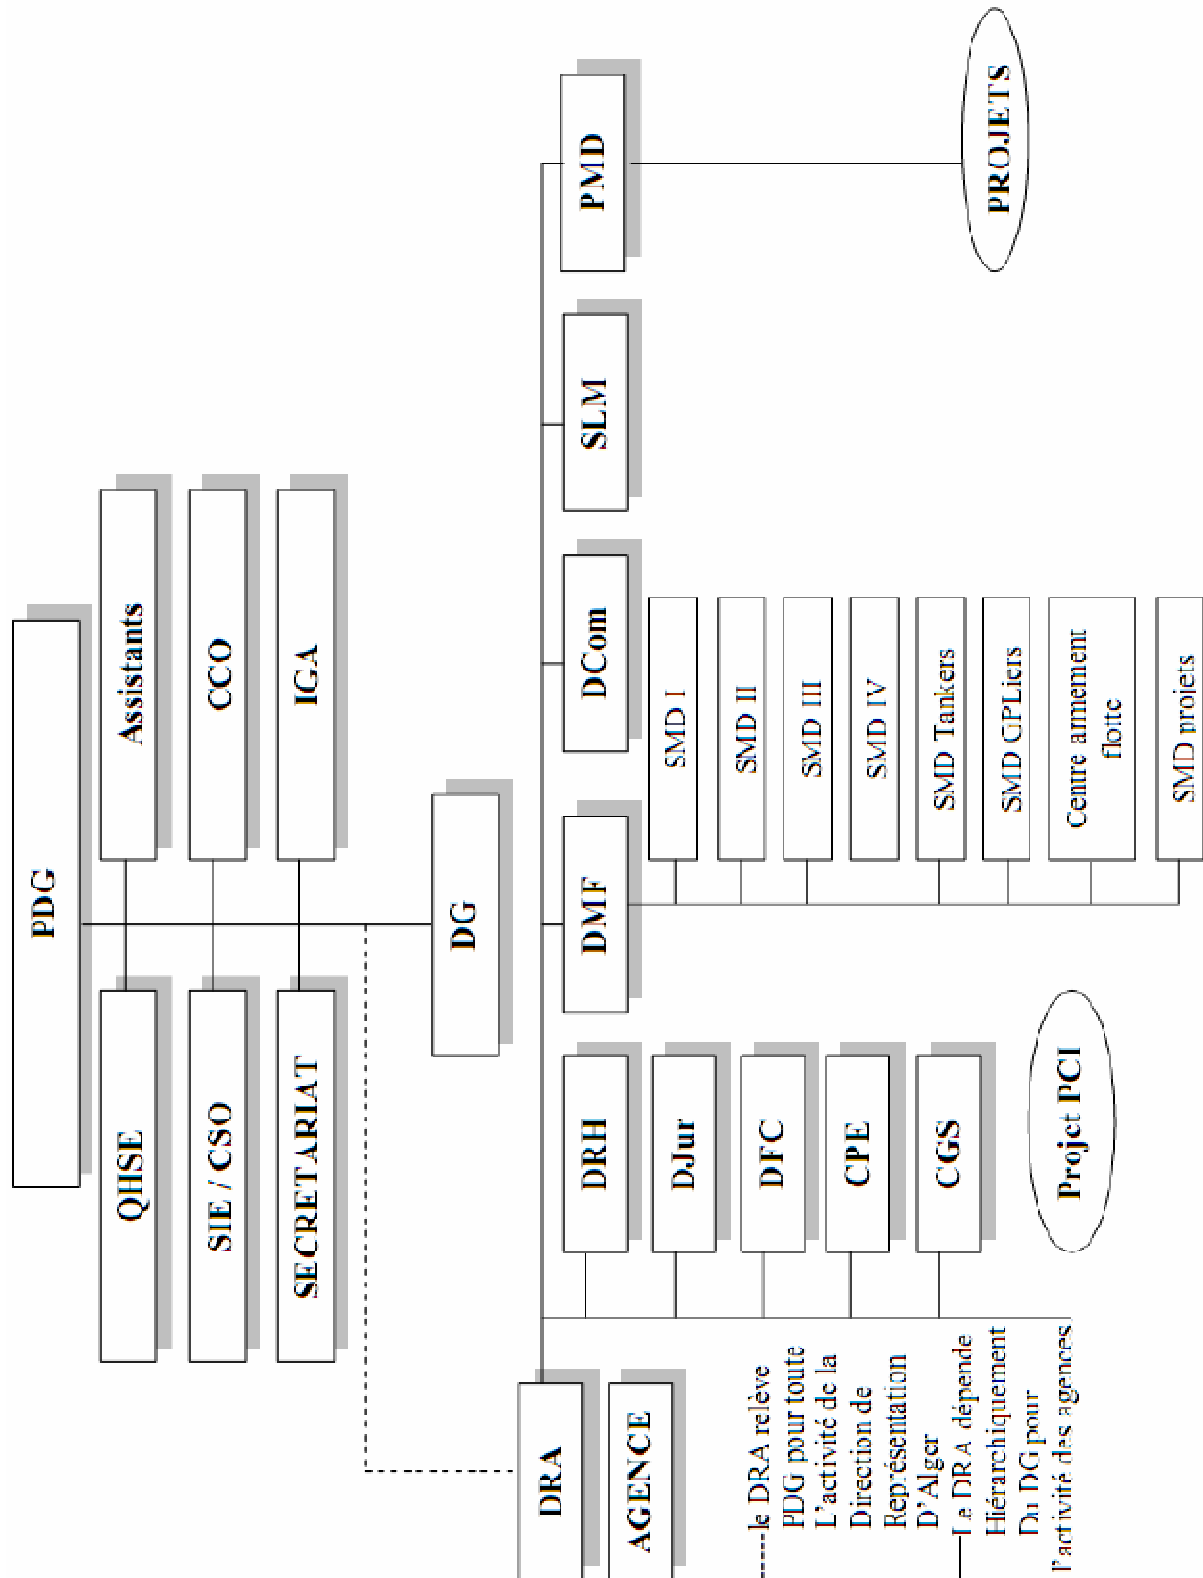 PDG
QHSE
Assistants
SIE / CSO
CCO
SECRETARIAT
IGA
DG
DRA
AGENCE
DRH
DJur
DFC
CPE
CGS
Projet PCI
DMF
DCom
SLM
PMD
SMD I
SMD II
SMD III
SMD IV
SMD Tankers
SMD GPLiers
Centre armement
flotte
SMD projets
PROJETS
le DRA relève
PDG pour toute
L'activité de la
Direction de
Représentation
D'Alger
Le DRA dépende
Hiérarchiquement
Du DG pour
l'activité des agences